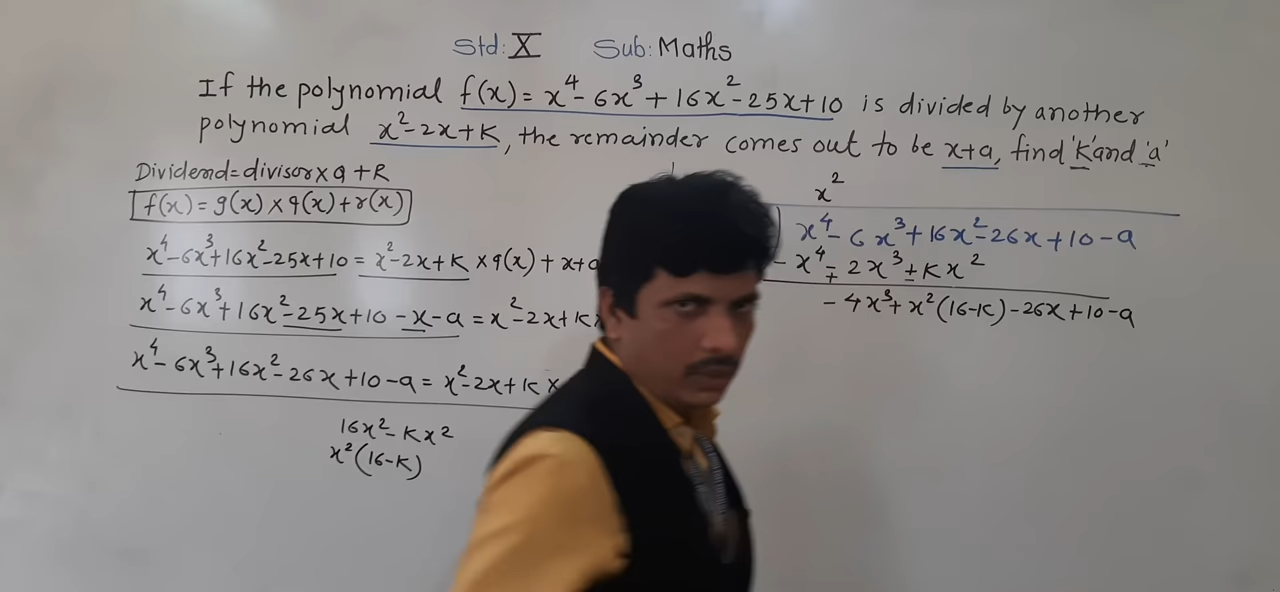 Std: X Sub: Maths
If the polynomial f(x) = x⁴ - 6x³ + 16x² - 25x + 10 is divided by another
polynomial x² - 2x + K, the remainder comes out to be x+a, find 'K' and 'a'
Dividend = divisor × q + R
f(x) = g(x) × q(x) + r(x)
x⁴ - 6x³ + 16x² - 25x + 10 = x² - 2x + K × q(x) + x + a
x⁴ - 6x³ + 16x² - 25x + 10 - x - a = x² - 2x + K ×
x⁴ - 6x³ + 16x² - 26x + 10 - a = x² - 2x + K ×
16x² - Kx²
x²(16-K)
x²
x⁴ - 6x³ + 16x² - 26x + 10 - a
- x⁴ ∓ 2x³ ± Kx²
- 4x³ + x²(16-K) - 26x + 10 - a